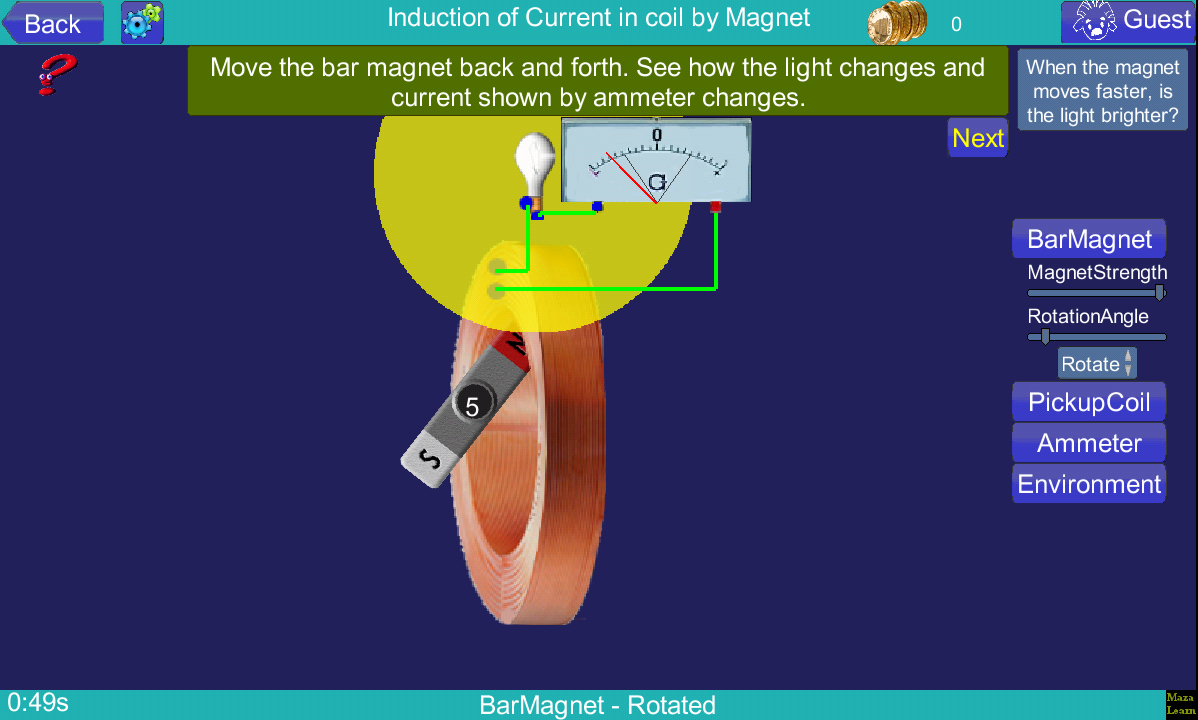 Back
Induction of Current in coil by Magnet
0
Guest
Move the bar magnet back and forth. See how the light changes and
current shown by ammeter changes.
When the magnet
moves faster, is
the light brighter?
Next
0
G
BarMagnet
MagnetStrength
RotationAngle
Rotate
PickupCoil
Ammeter
Environment
N
5
S
0:49s
BarMagnet - Rotated
Maza
Learn